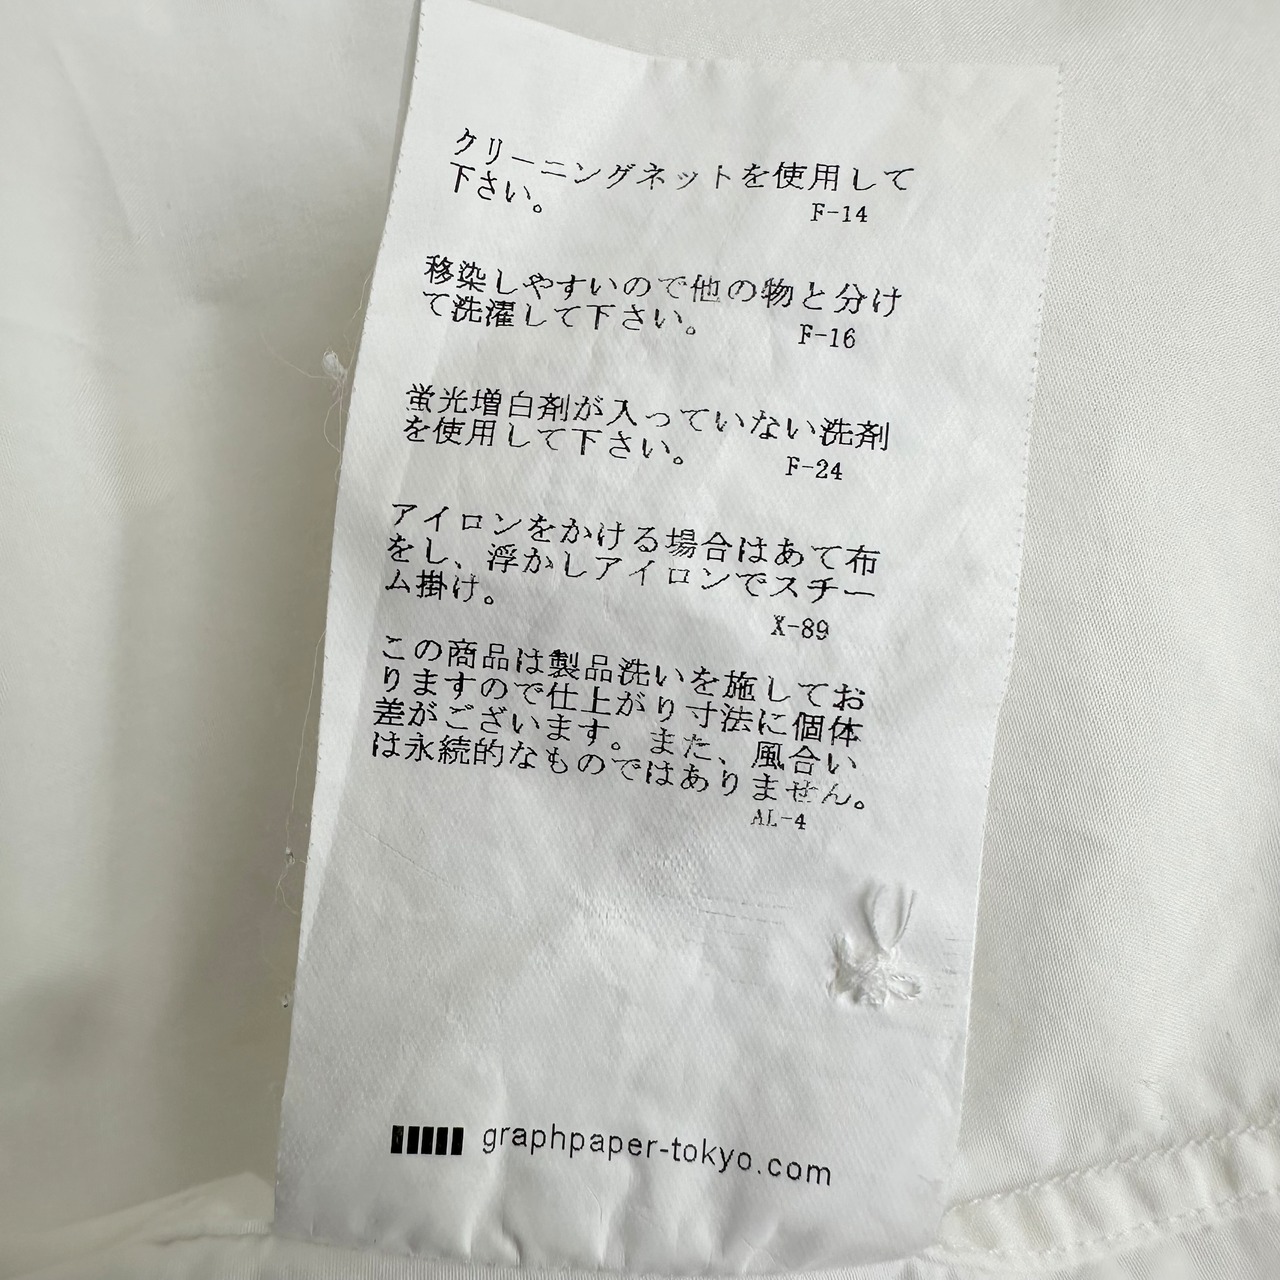 クリーニングネットを使用して
下さい。
F-14
移染しやすいので他の物と分け
て洗濯して下さい。
F-16
蛍光増白剤が入っていない洗剤
を使用して下さい。
F-24
アイロンをかける場合はあて布
をし、浮かしアイロンでスチー
ム掛け。
X-89
この商品は製品洗いを施してお
りますので仕上がり寸法に個体
差がございます。また、風合い
は永続的なものではありません。
AL-4
graphpaper-tokyo.com